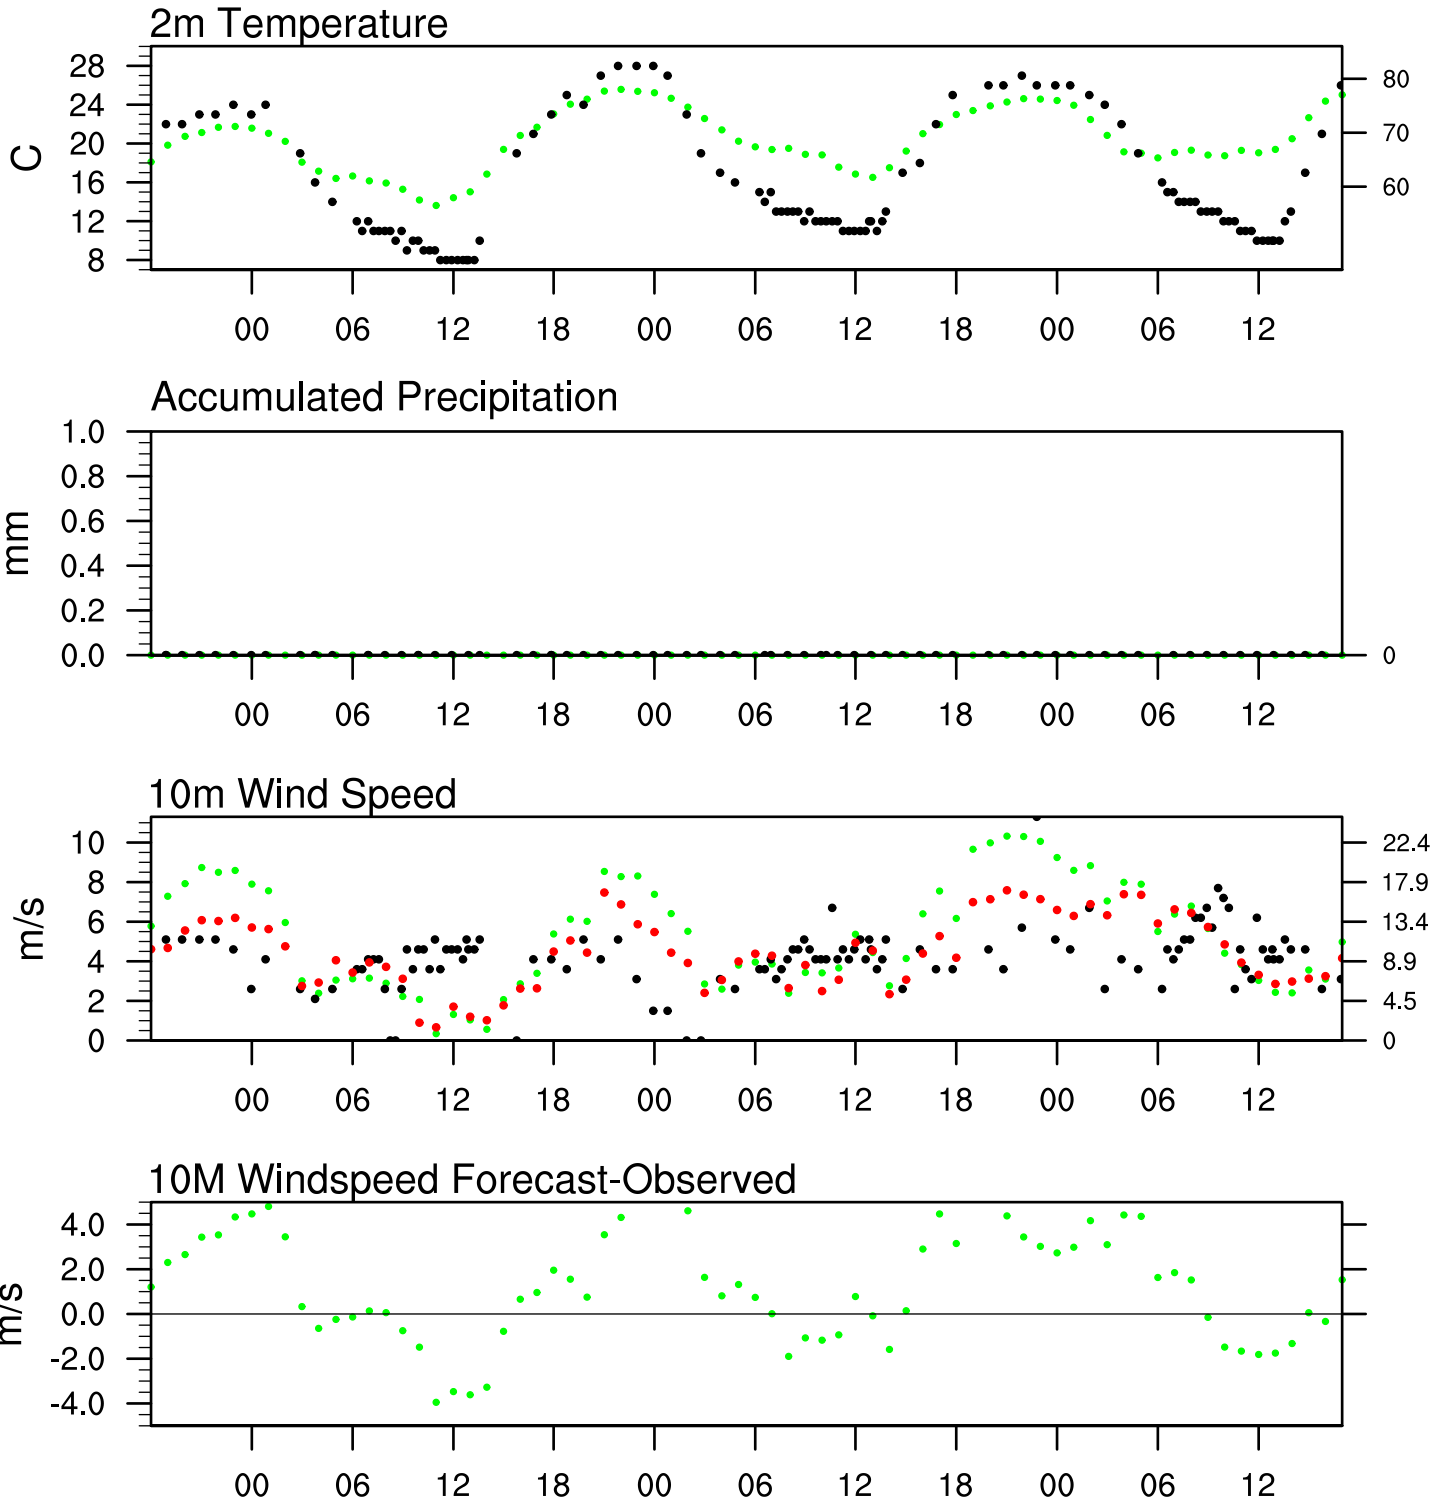 2m Temperature
C
28
24
20
16
12
8
80
70
60
00 06 12 18 00 06 12 18 00 06 12
Accumulated Precipitation
mm
1.0
0.8
0.6
0.4
0.2
0.0
0
00 06 12 18 00 06 12 18 00 06 12
10m Wind Speed
m/s
10
8
6
4
2
0
22.4
17.9
13.4
8.9
4.5
0
00 06 12 18 00 06 12 18 00 06 12
10M Windspeed Forecast-Observed
m/s
4.0
2.0
0.0
-2.0
-4.0
00 06 12 18 00 06 12 18 00 06 12